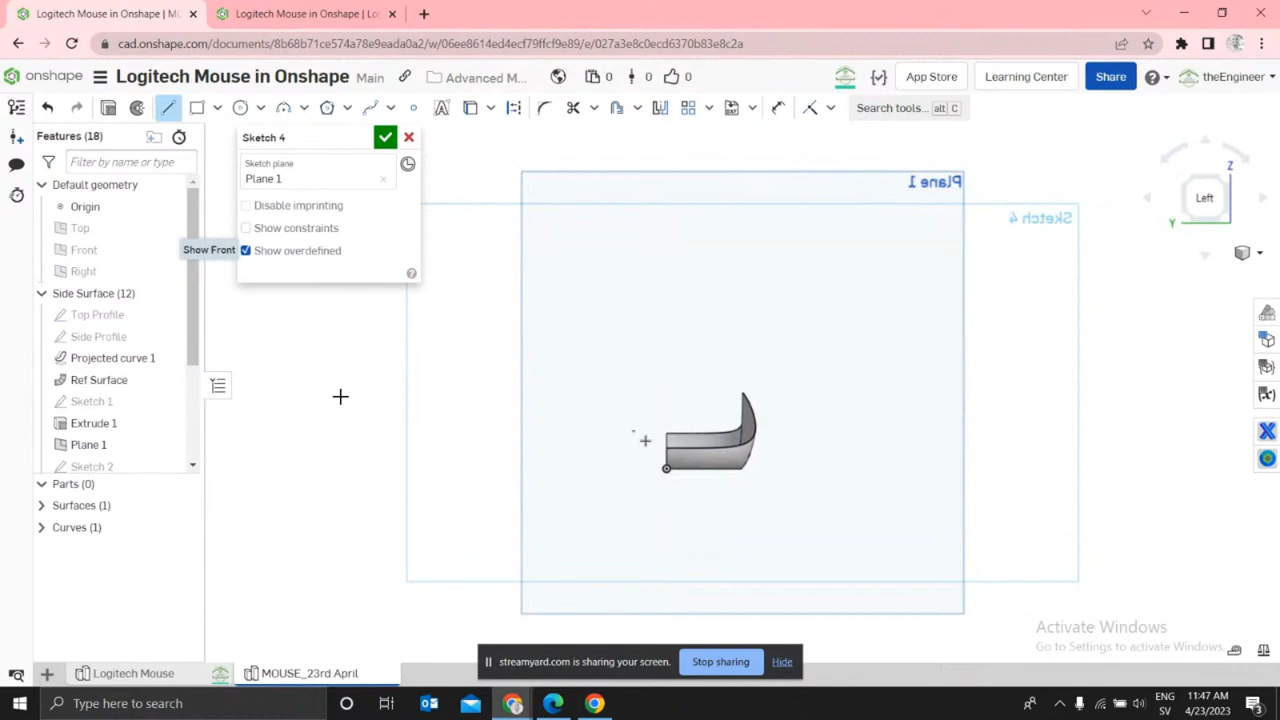 Logitech Mouse in Onshape | MO
Logitech Mouse in Onshape | Log
cad.onshape.com/documents/8b68b71ce574a78e9eada0a2/w/06ee8614ed4ecf79ffcf9e89/e/027a3e8c0ecd6370b83e8c2a
onshape
Logitech Mouse in Onshape Main
Advanced M...
0
0
0
App Store
Learning Center
Share
theEngineer
Search tools... alt C
Features (18)
Filter by name or type
Default geometry
Origin
Top
Front
Right
Side Surface (12)
Top Profile
Side Profile
Projected curve 1
Ref Surface
Sketch 1
Extrude 1
Plane 1
Sketch 2
Parts (0)
Surfaces (1)
Curves (1)
Show Front
Sketch 4
Sketch plane
Plane 1
Disable imprinting
Show constraints
Show overdefined
Plane 1
Sketch 4
Z
Left
Y
Activate Windows
Go to Settings to activate Windows.
streamyard.com is sharing your screen.
Stop sharing
Hide
Logitech Mouse
MOUSE_23rd April
Type here to search
ENG
SV
11:47 AM
4/23/2023
3